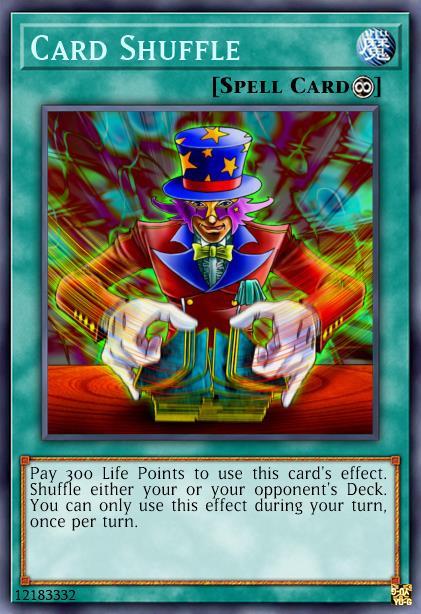 Card Shuffle
[Spell Card]
Pay 300 Life Points to use this card's effect.
Shuffle either your or your opponent's Deck.
You can only use this effect during your turn,
once per turn.
12183332